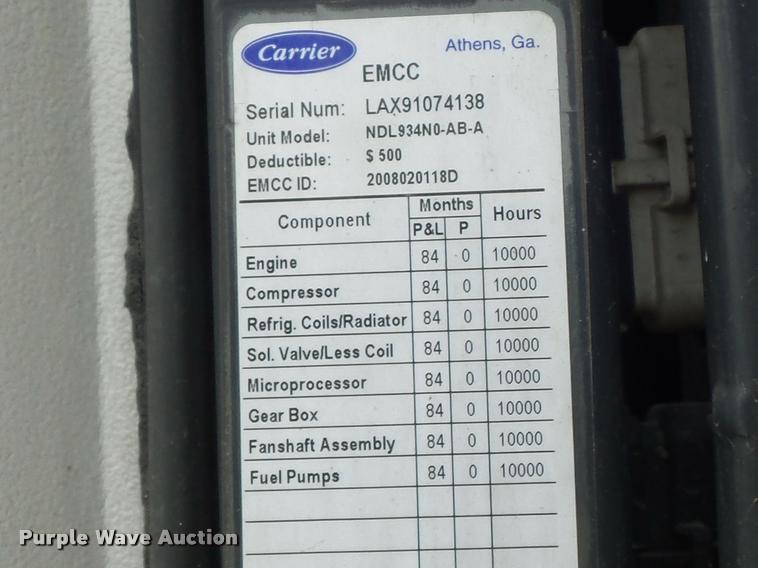 Carrier
Athens, Ga.
EMCC
Serial Num: LAX91074138
Unit Model: NDL934N0-AB-A
Deductible: $ 500
EMCC ID: 2008020118D
Component Months Hours
P&L P
Engine 84 0 10000
Compressor 84 0 10000
Refrig. Coils/Radiator 84 0 10000
Sol. Valve/Less Coil 84 0 10000
Microprocessor 84 0 10000
Gear Box 84 0 10000
Fanshaft Assembly 84 0 10000
Fuel Pumps 84 0 10000
Purple Wave Auction